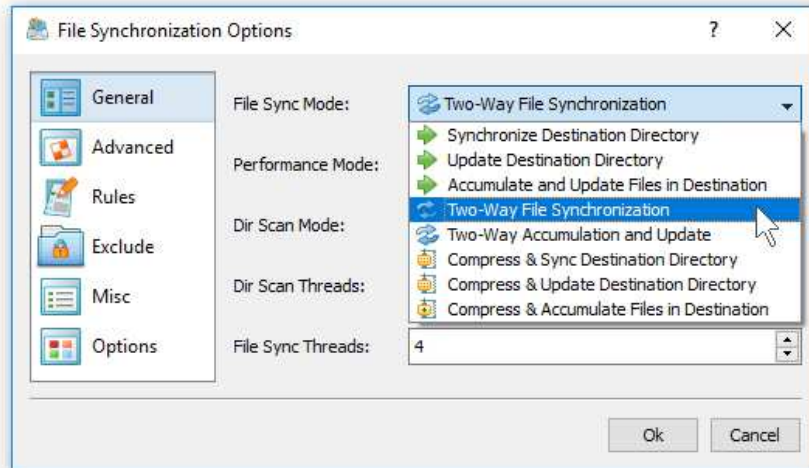 File Synchronization Options
General
Advanced
Rules
Exclude
Misc
Options
File Sync Mode:
Two-Way File Synchronization
Synchronize Destination Directory
Update Destination Directory
Accumulate and Update Files in Destination
Two-Way File Synchronization
Two-Way Accumulation and Update
Compress & Sync Destination Directory
Compress & Update Destination Directory
Compress & Accumulate Files in Destination
Performance Mode:
Dir Scan Mode:
Dir Scan Threads:
File Sync Threads:
4
Ok
Cancel